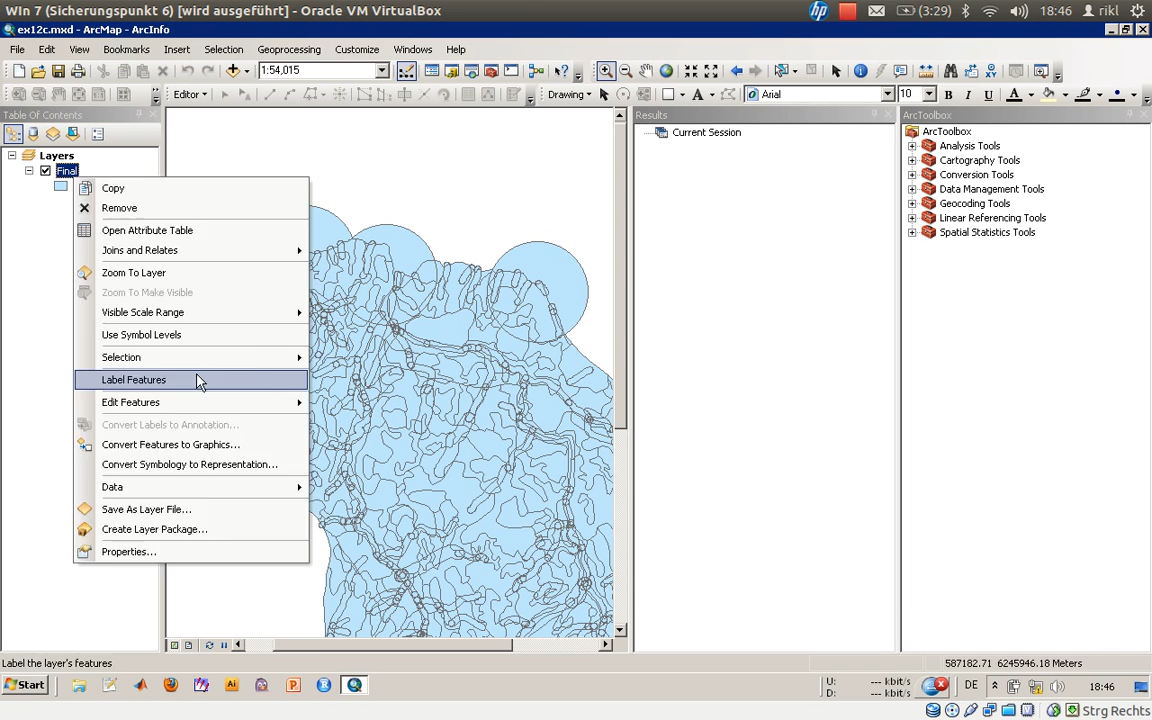 Win 7 (Sicherungspunkt 6) [wird ausgeführt] - Oracle VM VirtualBox
(3:29) 18:46 rikl
ex12c.mxd - ArcMap - ArcInfo
File Edit View Bookmarks Insert Selection Geoprocessing Customize Windows Help
1:54,015
Editor Drawing A Arial 10 B I U A
Table Of Contents
Layers
Final
Copy
Remove
Open Attribute Table
Joins and Relates
Zoom To Layer
Zoom To Make Visible
Visible Scale Range
Use Symbol Levels
Selection
Label Features
Edit Features
Convert Labels to Annotation...
Convert Features to Graphics...
Convert Symbology to Representation...
Data
Save As Layer File...
Create Layer Package...
Properties...
Results
Current Session
ArcToolbox
ArcToolbox
Analysis Tools
Cartography Tools
Conversion Tools
Data Management Tools
Geocoding Tools
Linear Referencing Tools
Spatial Statistics Tools
Label the layer's features
587182.71 6245946.18 Meters
Start
U: --- kbit/s
D: --- kbit/s
DE
18:46
Strg Rechts